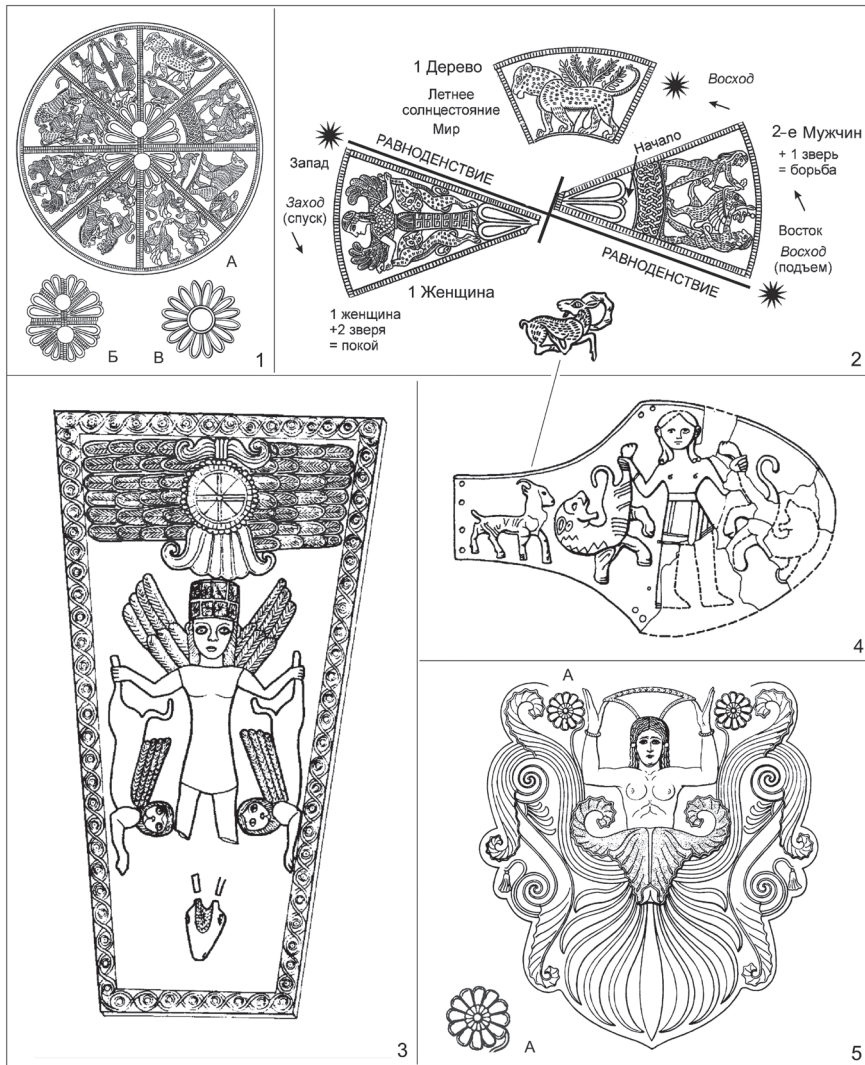 А
Б
В
1
1 Дерево
Летнее
солнцестояние
Мир
Восход
РАВНОДЕНСТВИЕ
Начало
2-е Мужчин
+ 1 зверь
= борьба
Запад
Заход
(спуск)
Восток
Восход
(подъем)
РАВНОДЕНСТВИЕ
1 Женщина
1 женщина
+2 зверя
= покой
2
3
4
А
А
5